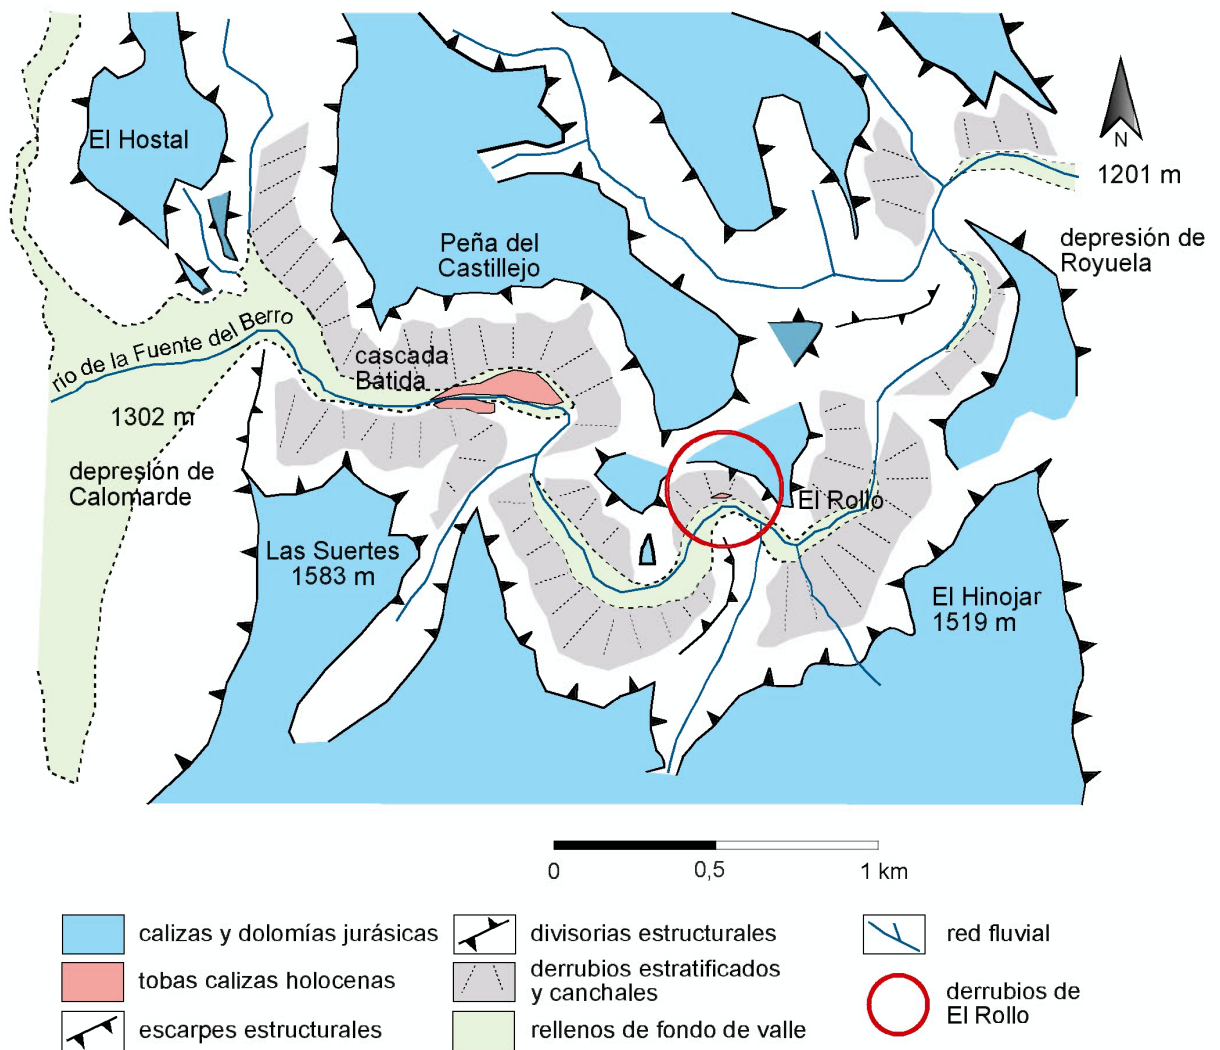 El Hostal
N
1201 m
Peña del
Castillejo
depresión de
Royuela
río de la Fuente del Berro
cascada
Batida
1302 m
depresión de
Calomarde
El Rollo
Las Suertes
1583 m
El Hinojar
1519 m
0
0,5
1 km
calizas y dolomías jurásicas
divisorias estructurales
red fluvial
tobas calizas holocenas
derrubios estratificados
y canchales
derrubios de
El Rollo
escarpes estructurales
rellenos de fondo de valle